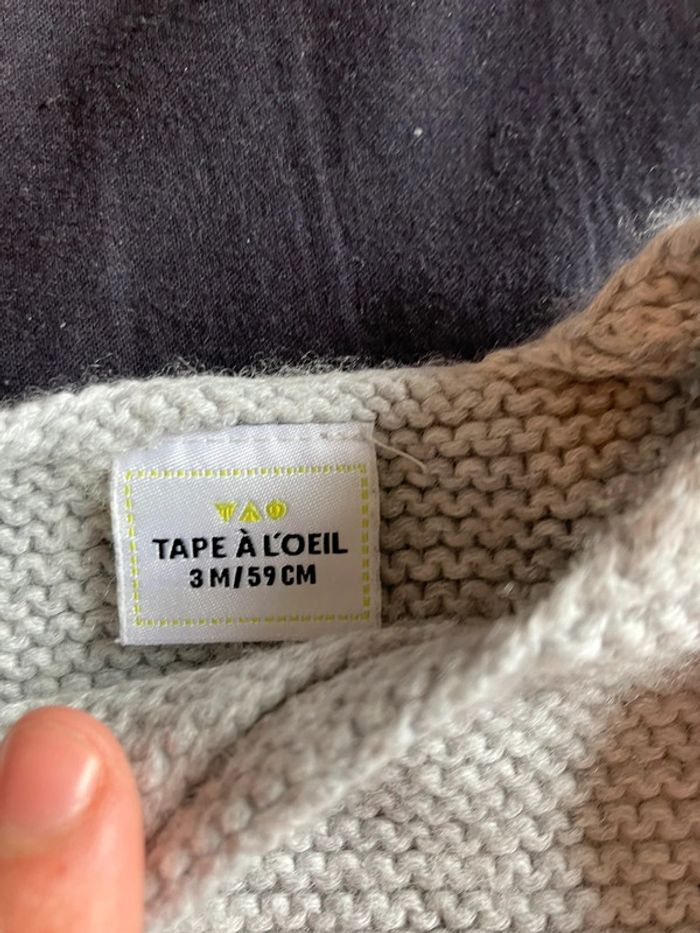 TAO
TAPE À L'OEIL
3 M/59 CM